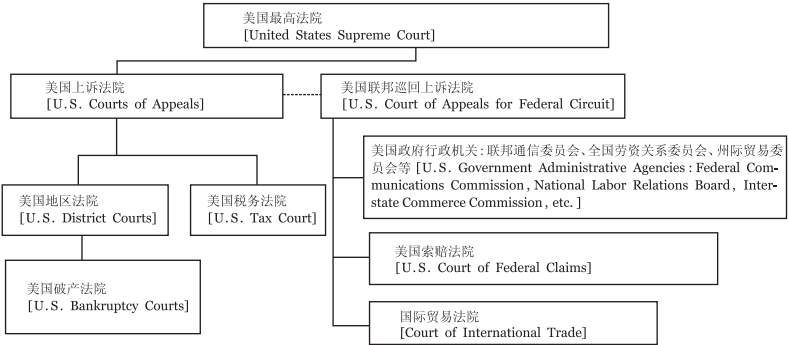 美国最高法院
[United States Supreme Court]
美国上诉法院
[U.S. Courts of Appeals]
美国联邦巡回上诉法院
[U.S. Court of Appeals for Federal Circuit]
美国政府行政机关:联邦通信委员会、全国劳资关系委员会、州际贸易委
员会等 [U.S. Government Administrative Agencies: Federal Com-
munications Commission, National Labor Relations Board, Inter-
state Commerce Commission, etc.]
美国地区法院
[U.S. District Courts]
美国税务法院
[U.S. Tax Court]
美国索赔法院
[U.S. Court of Federal Claims]
美国破产法院
[U.S. Bankruptcy Courts]
国际贸易法院
[Court of International Trade]